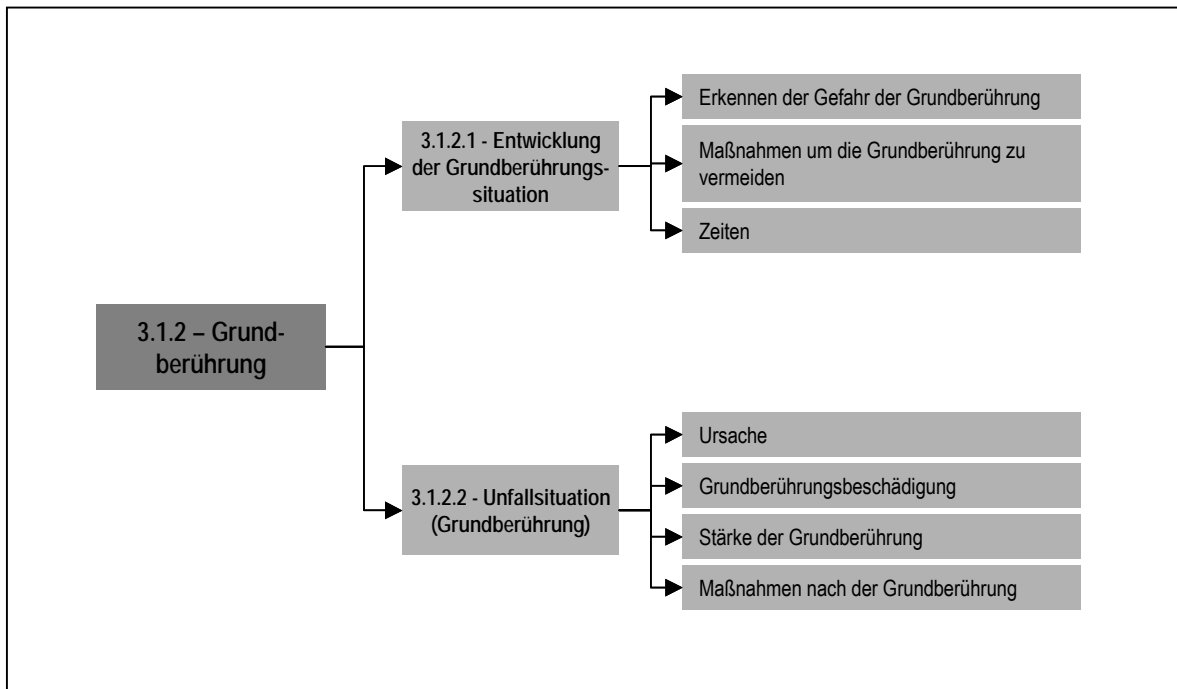 3.1.2 – Grund-
berührung
3.1.2.1 - Entwicklung
der Grundberührungs-
situation
Erkennen der Gefahr der Grundberührung
Maßnahmen um die Grundberührung zu
vermeiden
Zeiten
3.1.2.2 - Unfallsituation
(Grundberührung)
Ursache
Grundberührungsbeschädigung
Stärke der Grundberührung
Maßnahmen nach der Grundberührung